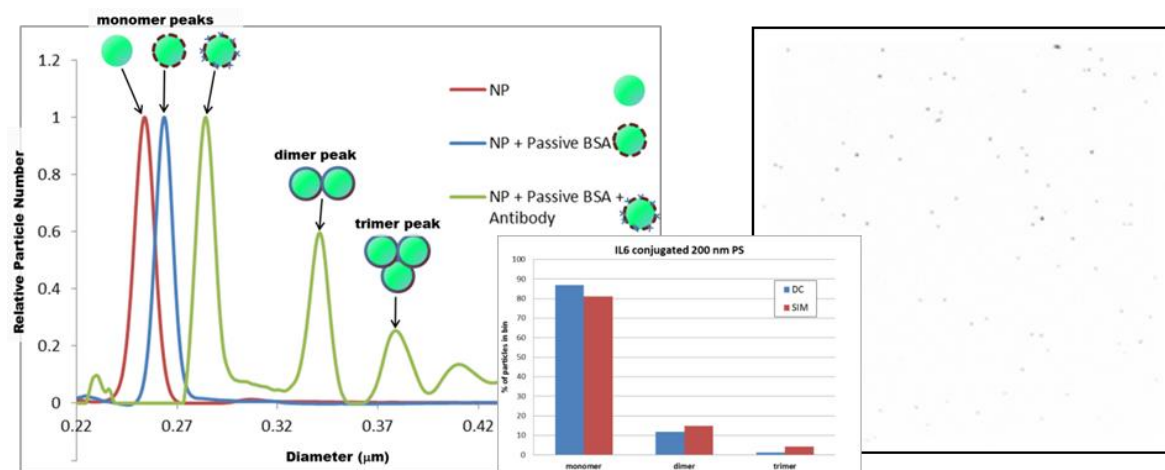 monomer peaks
1.2
1
0.8
0.6
0.4
0.2
0
Relative Particle Number
0.22
0.27
0.32
0.37
0.42
Diameter (μm)
NP
NP + Passive BSA
NP + Passive BSA +
Antibody
dimer peak
trimer peak
IL6 conjugated 200 nm PS
100
90
80
70
60
50
40
30
20
10
0
% of particles in bin
DC
SIM
monomer
dimer
trimer